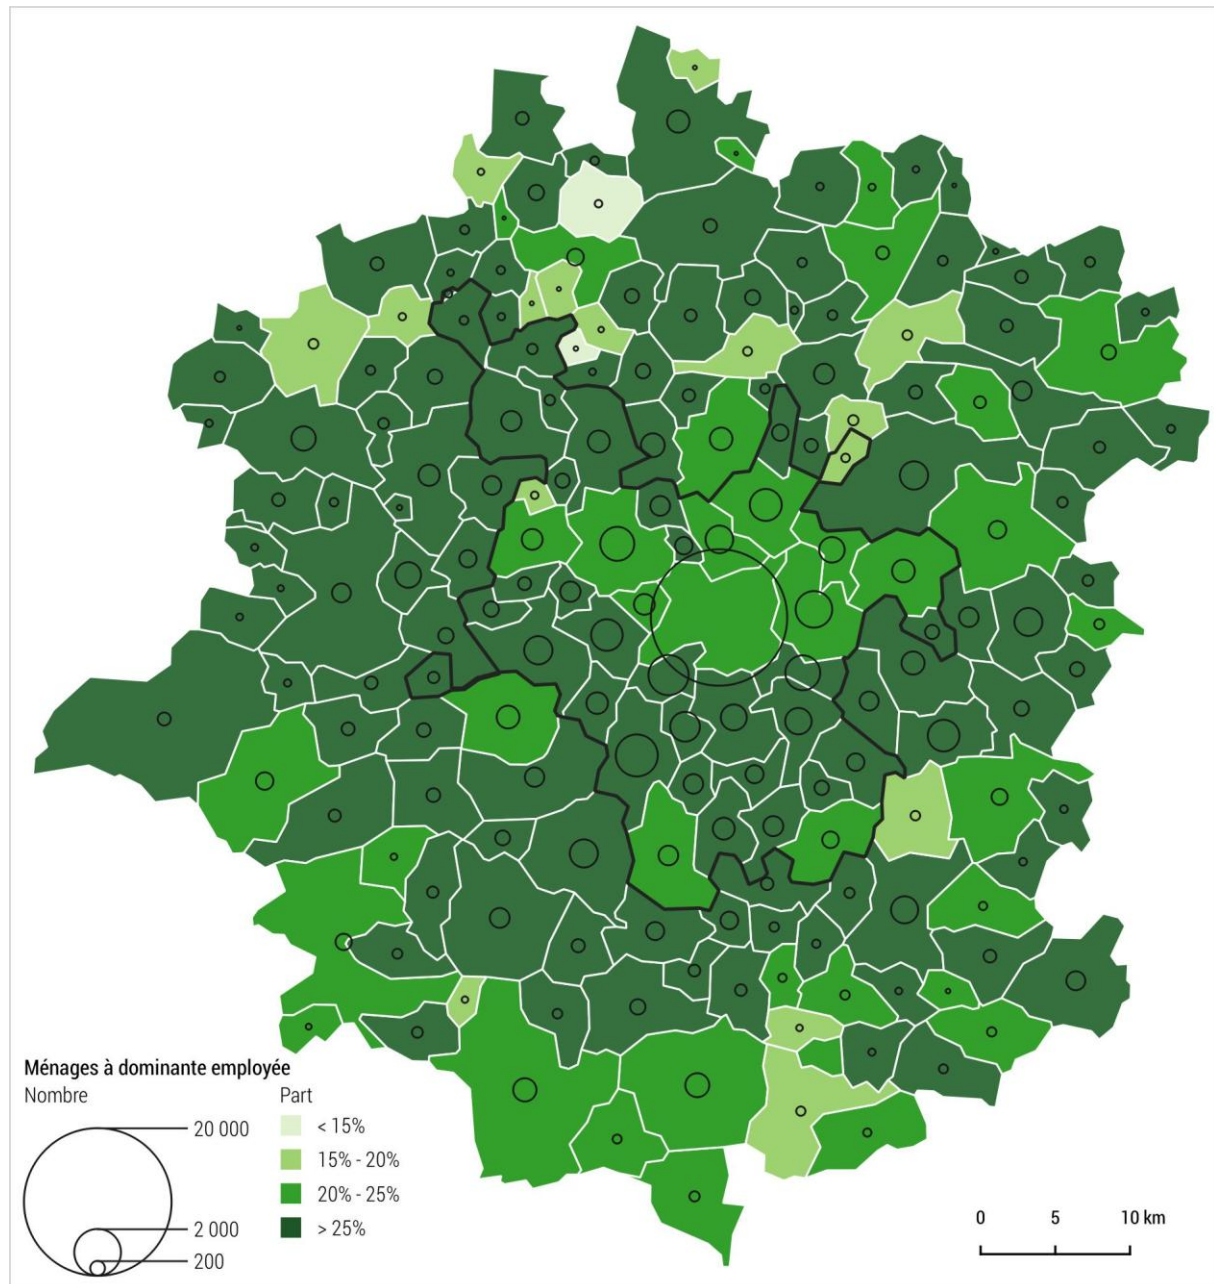 Ménages à dominante employée
Nombre
Part
20 000
2 000
200
< 15%
15% - 20%
20% - 25%
> 25%
0 5 10 km